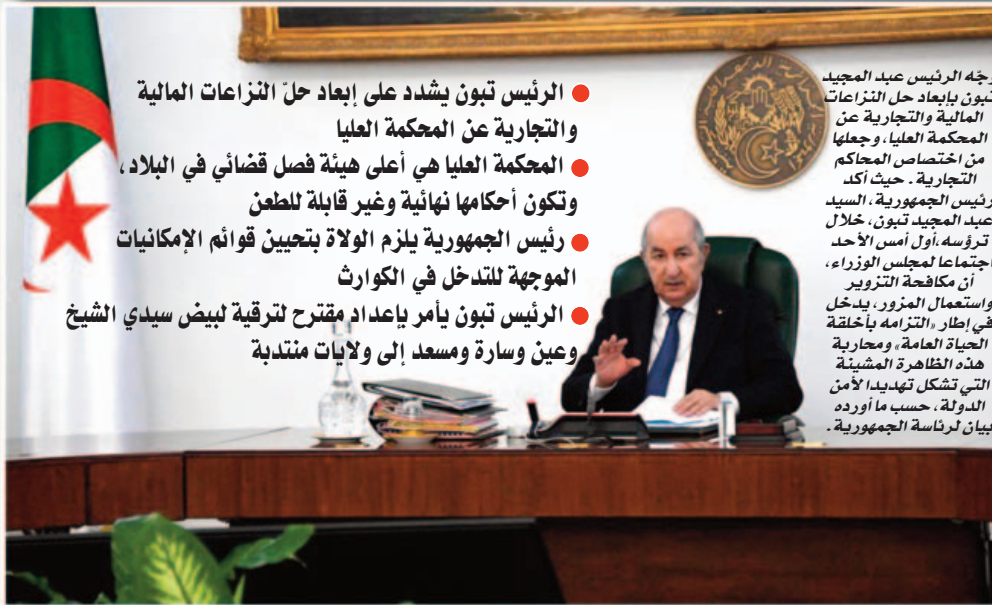 الرئيس تبون يشدد على إبعاد حلّ النزاعات المالية
والتجارية عن المحكمة العليا
المحكمة العليا هي أعلى هيئة فصل قضائي في البلاد،
وتكون أحكامها نهائية وغير قابلة للطعن
رئيس الجمهورية يلزم الولاة بتحيين قوائم الإمكانيات
الموجهة للتدخل في الكوارث
الرئيس تبون يأمر بإعداد مقترح لترقية لبيض سيدي الشيخ
وعين وسارة ومسعد إلى ولايات منتدبة
وجّه الرئيس عبد المجيد
تبون بإبعاد حل النزاعات
المالية والتجارية عن
المحكمة العليا، وجعلها
من اختصاص المحاكم
التجارية. حيث أكد
رئيس الجمهورية، السيد
عبد المجيد تبون، خلال
ترؤسه،أول أمس الأحد
اجتماعا لمجلس الوزراء،
أن مكافحة التزوير
واستعمال المزور، يدخل
في إطار «التزامه بأخلقة
الحياة العامة» ومحاربة
هذه الظاهرة المشينة
التي تشكل تهديدا لأمن
الدولة، حسب ما أورده
بيان لرئاسة الجمهورية.